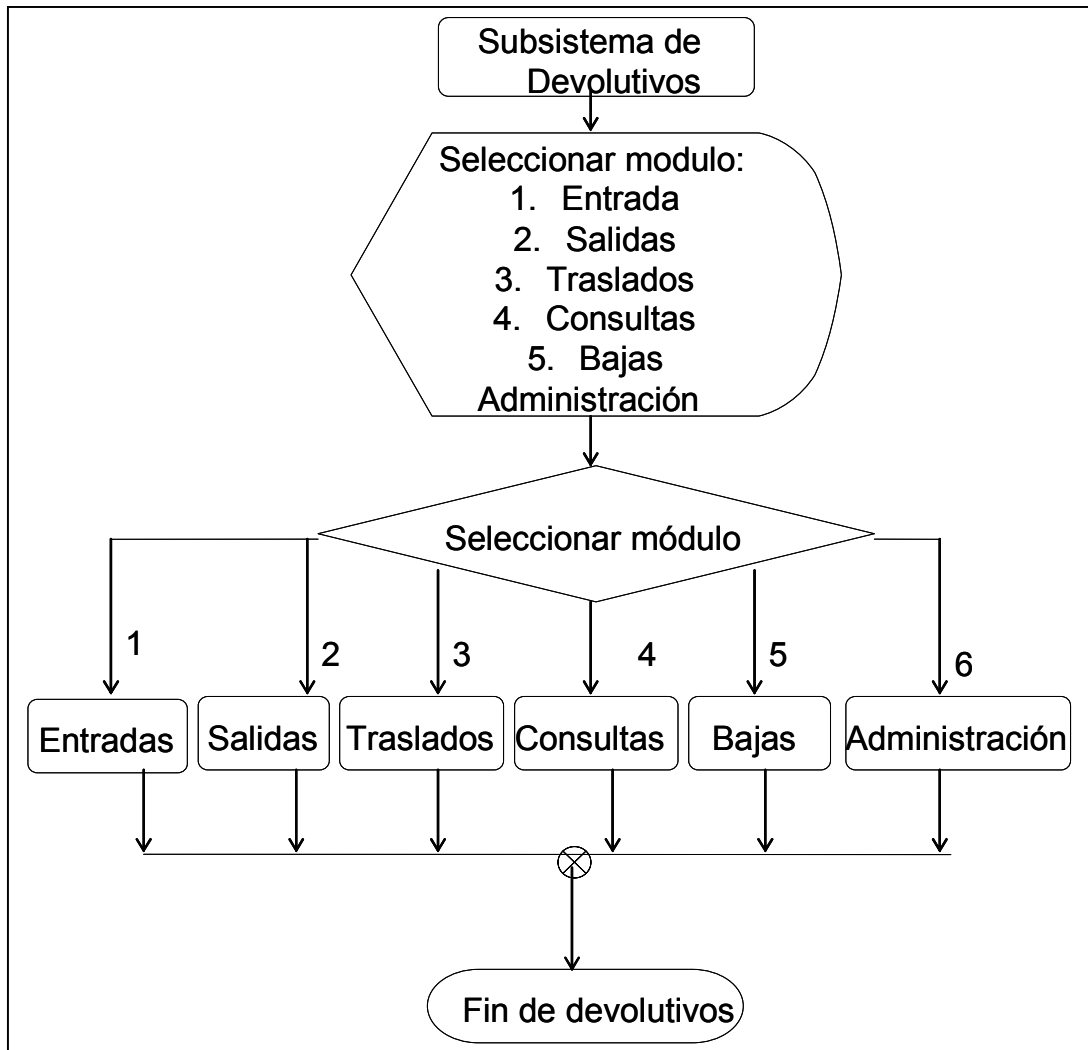 Subsistema de
Devolutivos
Seleccionar modulo:
1. Entrada
2. Salidas
3. Traslados
4. Consultas
5. Bajas
Administración
Seleccionar módulo
1
2
3
4
5
6
Entradas
Salidas
Traslados
Consultas
Bajas
Administración
Fin de devolutivos